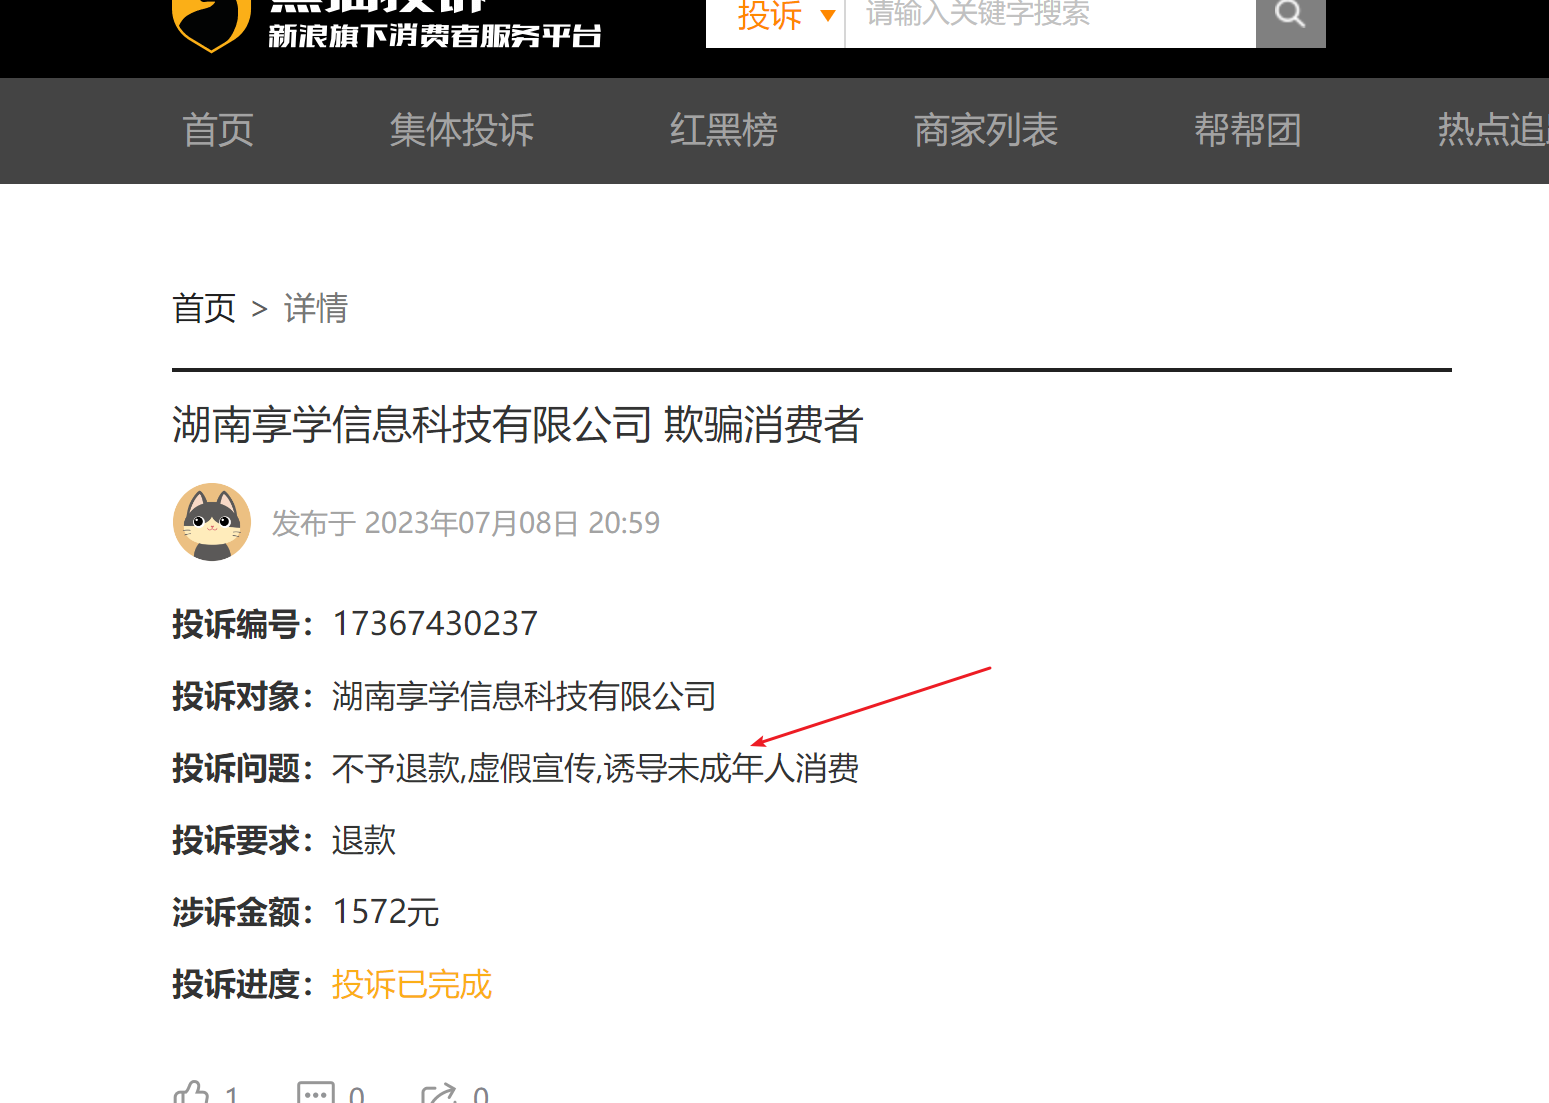 新浪旗下消费者服务平台
投诉 请输入关键字搜索
首页 集体投诉 红黑榜 商家列表 帮帮团 热点追
首页 > 详情
湖南享学信息科技有限公司 欺骗消费者
发布于 2023年07月08日 20:59
投诉编号：17367430237
投诉对象：湖南享学信息科技有限公司
投诉问题：不予退款,虚假宣传,诱导未成年人消费
投诉要求：退款
涉诉金额：1572元
投诉进度：投诉已完成
1 0 0